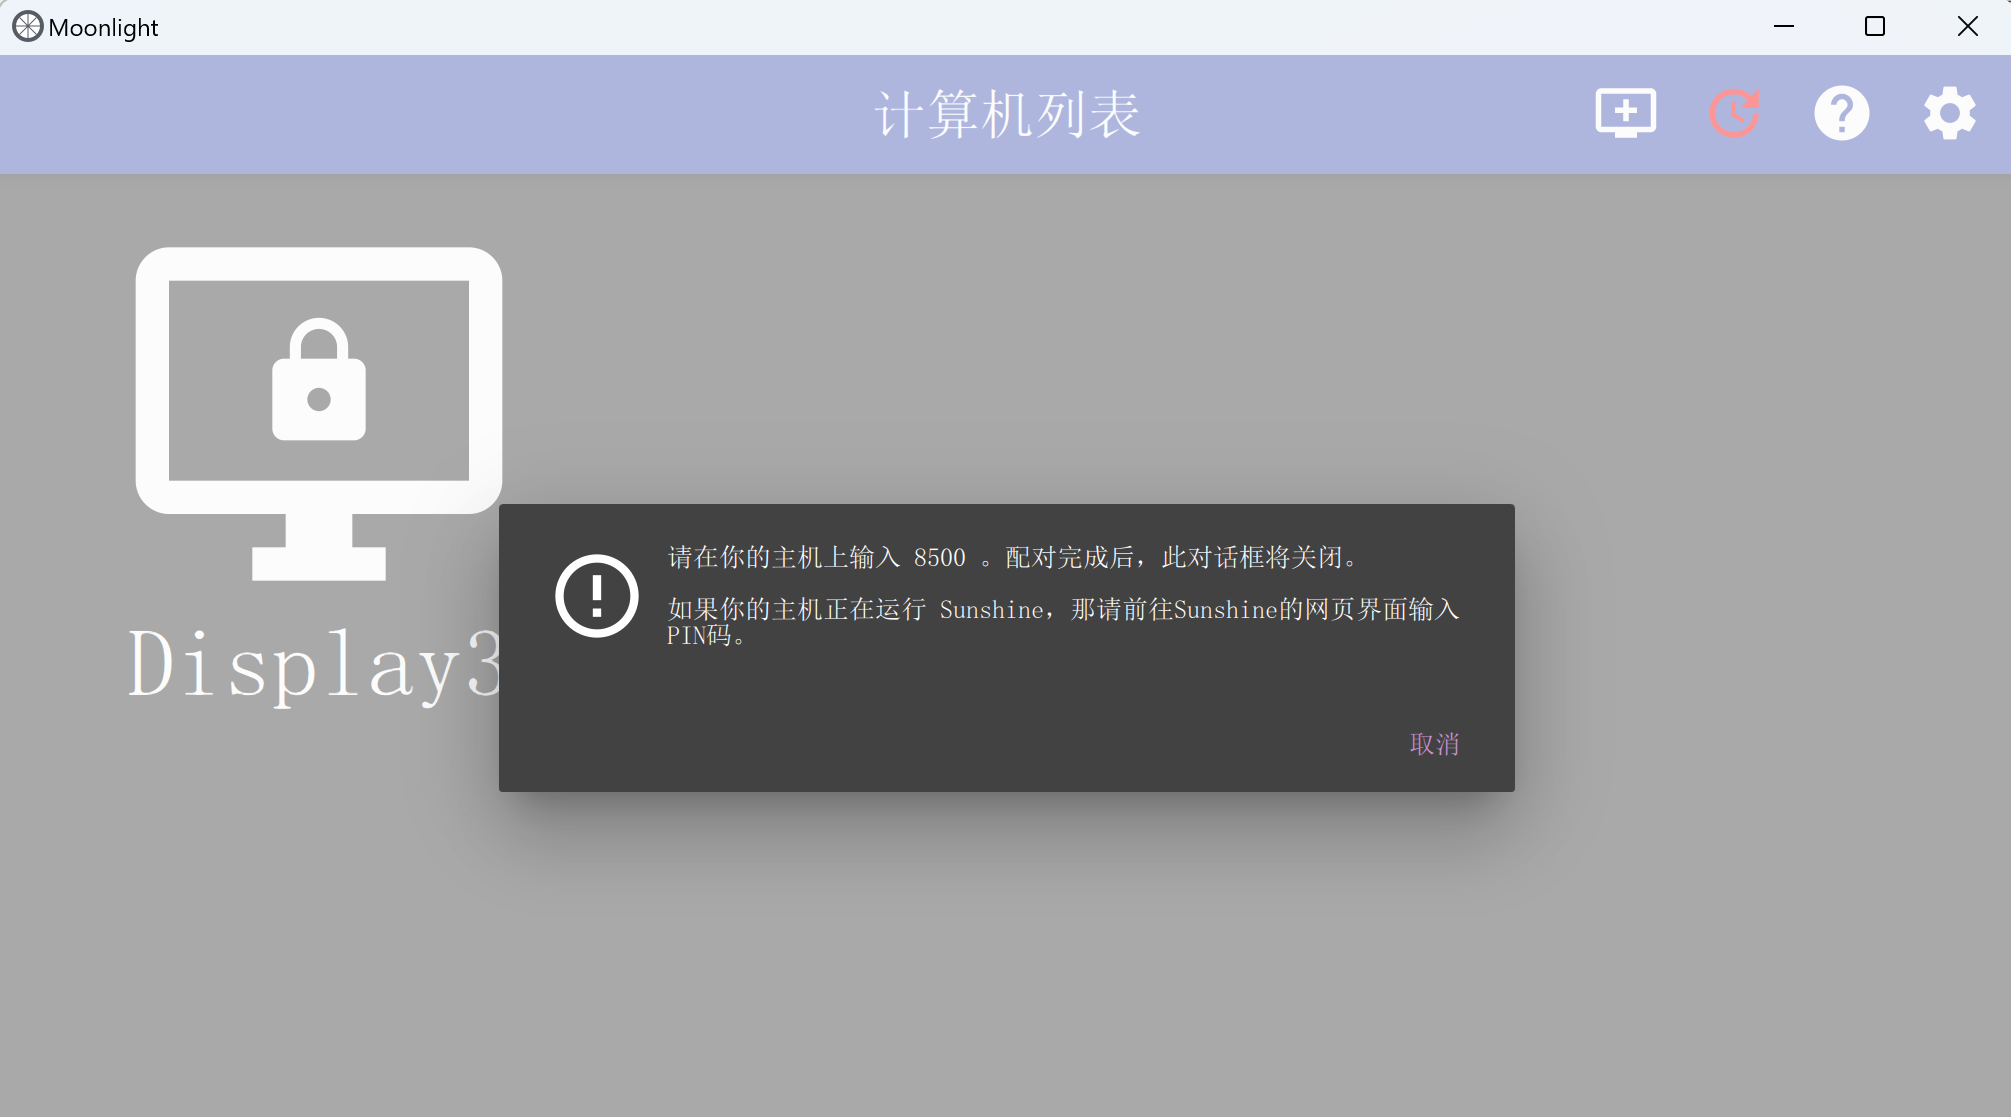 Moonlight
计算机列表
Display3
请在你的主机上输入 8500 。配对完成后，此对话框将关闭。
如果你的主机正在运行 Sunshine，那请前往Sunshine的网页界面输入
PIN码。
取消